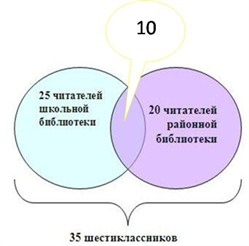 10
25 читателей
школьной
библиотеки
20 читателей
районной
библиотеки
35 шестиклассников